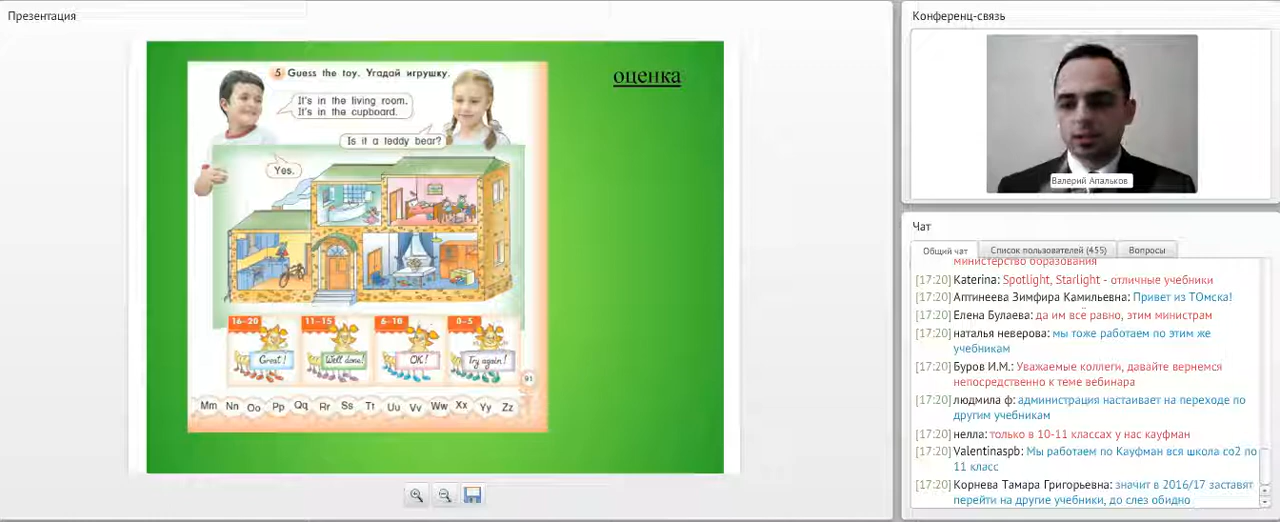 Презентация
5 Guess the toy. Угадай игрушку.
It's in the living room.
It's in the cupboard.
Is it a teddy bear?
Yes.
16–20
11–15
6–10
0–5
Great!
Well done!
OK!
Try again!
91
Mm Nn Oo Pp Qq Rr Ss Tt Uu Vv Ww Xx Yy Zz
оценка
Конференц-связь
Валерий Апальков
Чат
Общий чат
Список пользователей (455)
Вопросы
министерство образования
[17:20] Katerina: Spotlight, Starlight - отличные учебники
[17:20] Аптинеева Зимфира Камильевна: Привет из ТОмска!
[17:20] Елена Булаева: да им всё равно, этим министрам
[17:20] наталья неверова: мы тоже работаем по этим же
учебникам
[17:20] Буров И.М.: Уважаемые коллеги, давайте вернемся
непосредственно к теме вебинара
[17:20] людмила ф: администрация настаивает на переходе по
другим учебникам
[17:20] нелла: только в 10-11 классах у нас кауфман
[17:20] Valentinaspb: Мы работаем по Кауфман вся школа со2 по
11 класс
[17:20] Корнева Тамара Григорьевна: значит в 2016/17 заставят
перейти на другие учебники, до слез обидно